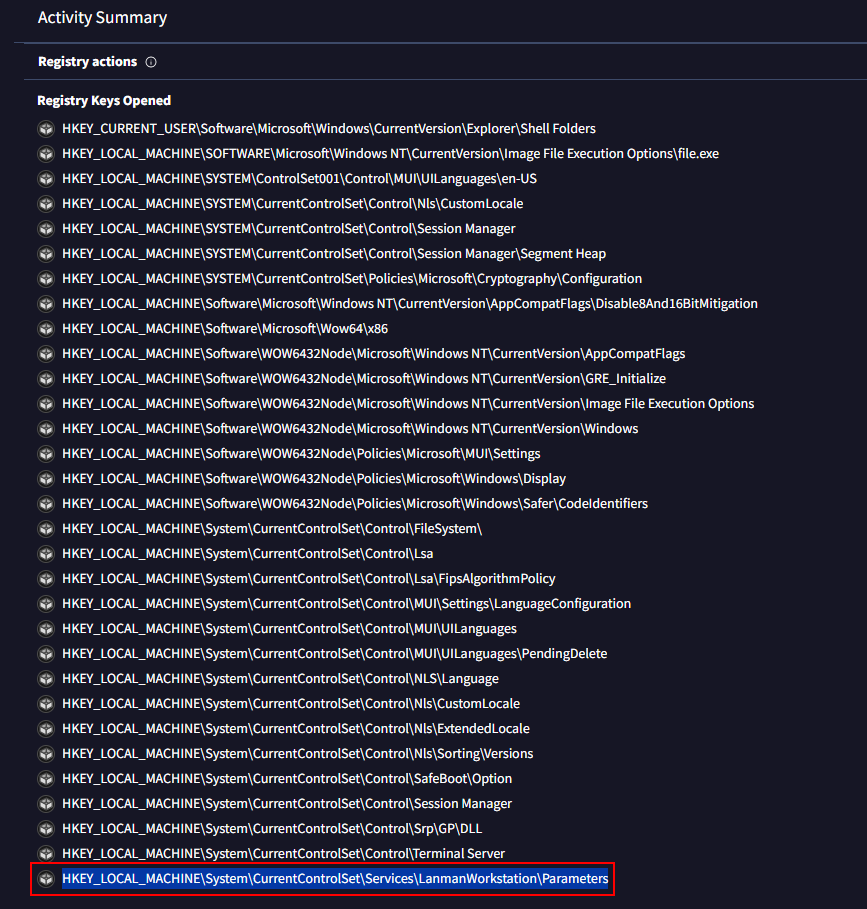 Activity Summary
Registry actions
Registry Keys Opened
HKEY_CURRENT_USER\Software\Microsoft\Windows\CurrentVersion\Explorer\Shell Folders
HKEY_LOCAL_MACHINE\SOFTWARE\Microsoft\Windows NT\CurrentVersion\Image File Execution Options\file.exe
HKEY_LOCAL_MACHINE\SYSTEM\ControlSet001\Control\MUI\UILanguages\en-US
HKEY_LOCAL_MACHINE\SYSTEM\CurrentControlSet\Control\Nls\CustomLocale
HKEY_LOCAL_MACHINE\SYSTEM\CurrentControlSet\Control\Session Manager
HKEY_LOCAL_MACHINE\SYSTEM\CurrentControlSet\Control\Session Manager\Segment Heap
HKEY_LOCAL_MACHINE\SYSTEM\CurrentControlSet\Policies\Microsoft\Cryptography\Configuration
HKEY_LOCAL_MACHINE\Software\Microsoft\Windows NT\CurrentVersion\AppCompatFlags\Disable8And16BitMitigation
HKEY_LOCAL_MACHINE\Software\Microsoft\Wow64\x86
HKEY_LOCAL_MACHINE\Software\WOW6432Node\Microsoft\Windows NT\CurrentVersion\AppCompatFlags
HKEY_LOCAL_MACHINE\Software\WOW6432Node\Microsoft\Windows NT\CurrentVersion\GRE_Initialize
HKEY_LOCAL_MACHINE\Software\WOW6432Node\Microsoft\Windows NT\CurrentVersion\Image File Execution Options
HKEY_LOCAL_MACHINE\Software\WOW6432Node\Microsoft\Windows NT\CurrentVersion\Windows
HKEY_LOCAL_MACHINE\Software\WOW6432Node\Policies\Microsoft\MUI\Settings
HKEY_LOCAL_MACHINE\Software\WOW6432Node\Policies\Microsoft\Windows\Display
HKEY_LOCAL_MACHINE\Software\WOW6432Node\Policies\Microsoft\Windows\Safer\CodeIdentifiers
HKEY_LOCAL_MACHINE\System\CurrentControlSet\Control\FileSystem\
HKEY_LOCAL_MACHINE\System\CurrentControlSet\Control\Lsa
HKEY_LOCAL_MACHINE\System\CurrentControlSet\Control\Lsa\FipsAlgorithmPolicy
HKEY_LOCAL_MACHINE\System\CurrentControlSet\Control\MUI\Settings\LanguageConfiguration
HKEY_LOCAL_MACHINE\System\CurrentControlSet\Control\MUI\UILanguages
HKEY_LOCAL_MACHINE\System\CurrentControlSet\Control\MUI\UILanguages\PendingDelete
HKEY_LOCAL_MACHINE\System\CurrentControlSet\Control\NLS\Language
HKEY_LOCAL_MACHINE\System\CurrentControlSet\Control\Nls\CustomLocale
HKEY_LOCAL_MACHINE\System\CurrentControlSet\Control\Nls\ExtendedLocale
HKEY_LOCAL_MACHINE\System\CurrentControlSet\Control\Nls\Sorting\Versions
HKEY_LOCAL_MACHINE\System\CurrentControlSet\Control\SafeBoot\Option
HKEY_LOCAL_MACHINE\System\CurrentControlSet\Control\Session Manager
HKEY_LOCAL_MACHINE\System\CurrentControlSet\Control\Srp\GP\DLL
HKEY_LOCAL_MACHINE\System\CurrentControlSet\Control\Terminal Server
HKEY_LOCAL_MACHINE\System\CurrentControlSet\Services\LanmanWorkstation\Parameters